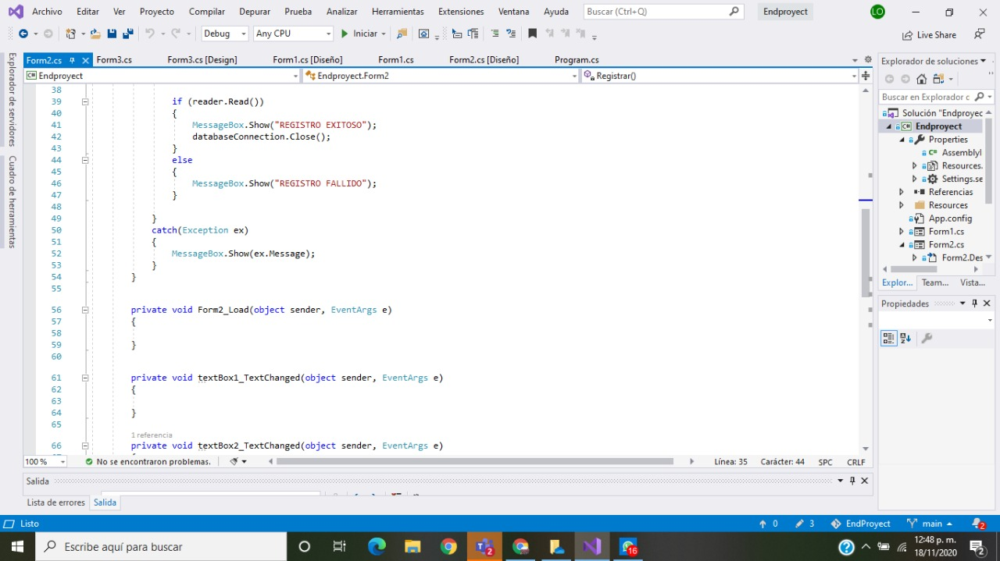 Archivo Editar Ver Proyecto Compilar Depurar Prueba Analizar Herramientas Extensiones Ventana Ayuda Buscar (Ctrl+Q) Endproyect LO
Debug Any CPU Iniciar Live Share
Explorador de servidores
Cuadro de herramientas
Form2.cs Form3.cs Form3.cs [Design] Form1.cs [Diseño] Form1.cs Form2.cs [Diseño] Program.cs
Endproyect Endproyect.Form2 Registrar()
38
39 if (reader.Read())
40 {
41 MessageBox.Show("REGISTRO EXITOSO");
42 databaseConnection.Close();
43 }
44 else
45 {
46 MessageBox.Show("REGISTRO FALLIDO");
47 }
48
49 }
50 catch(Exception ex)
51 {
52 MessageBox.Show(ex.Message);
53 }
54 }
55
56 private void Form2_Load(object sender, EventArgs e)
57 {
58
59 }
60
61 private void textBox1_TextChanged(object sender, EventArgs e)
62 {
63
64 }
65
1 referencia
66 private void textBox2_TextChanged(object sender, EventArgs e)
100 % No se encontraron problemas. Línea: 35 Carácter: 44 SPC CRLF
Salida
Lista de errores Salida
Explorador de soluciones
Buscar en Explorador c
Solución "Endproyec
Endproyect
Properties
AssemblyI
Resources.
Settings.se
Referencias
Resources
App.config
Form1.cs
Form2.cs
Form2.Des
Explor... Team... Vista...
Propiedades
Listo 0 3 EndProyect main 2
Escribe aquí para buscar 2 16 12:48 p. m.
18/11/2020 2